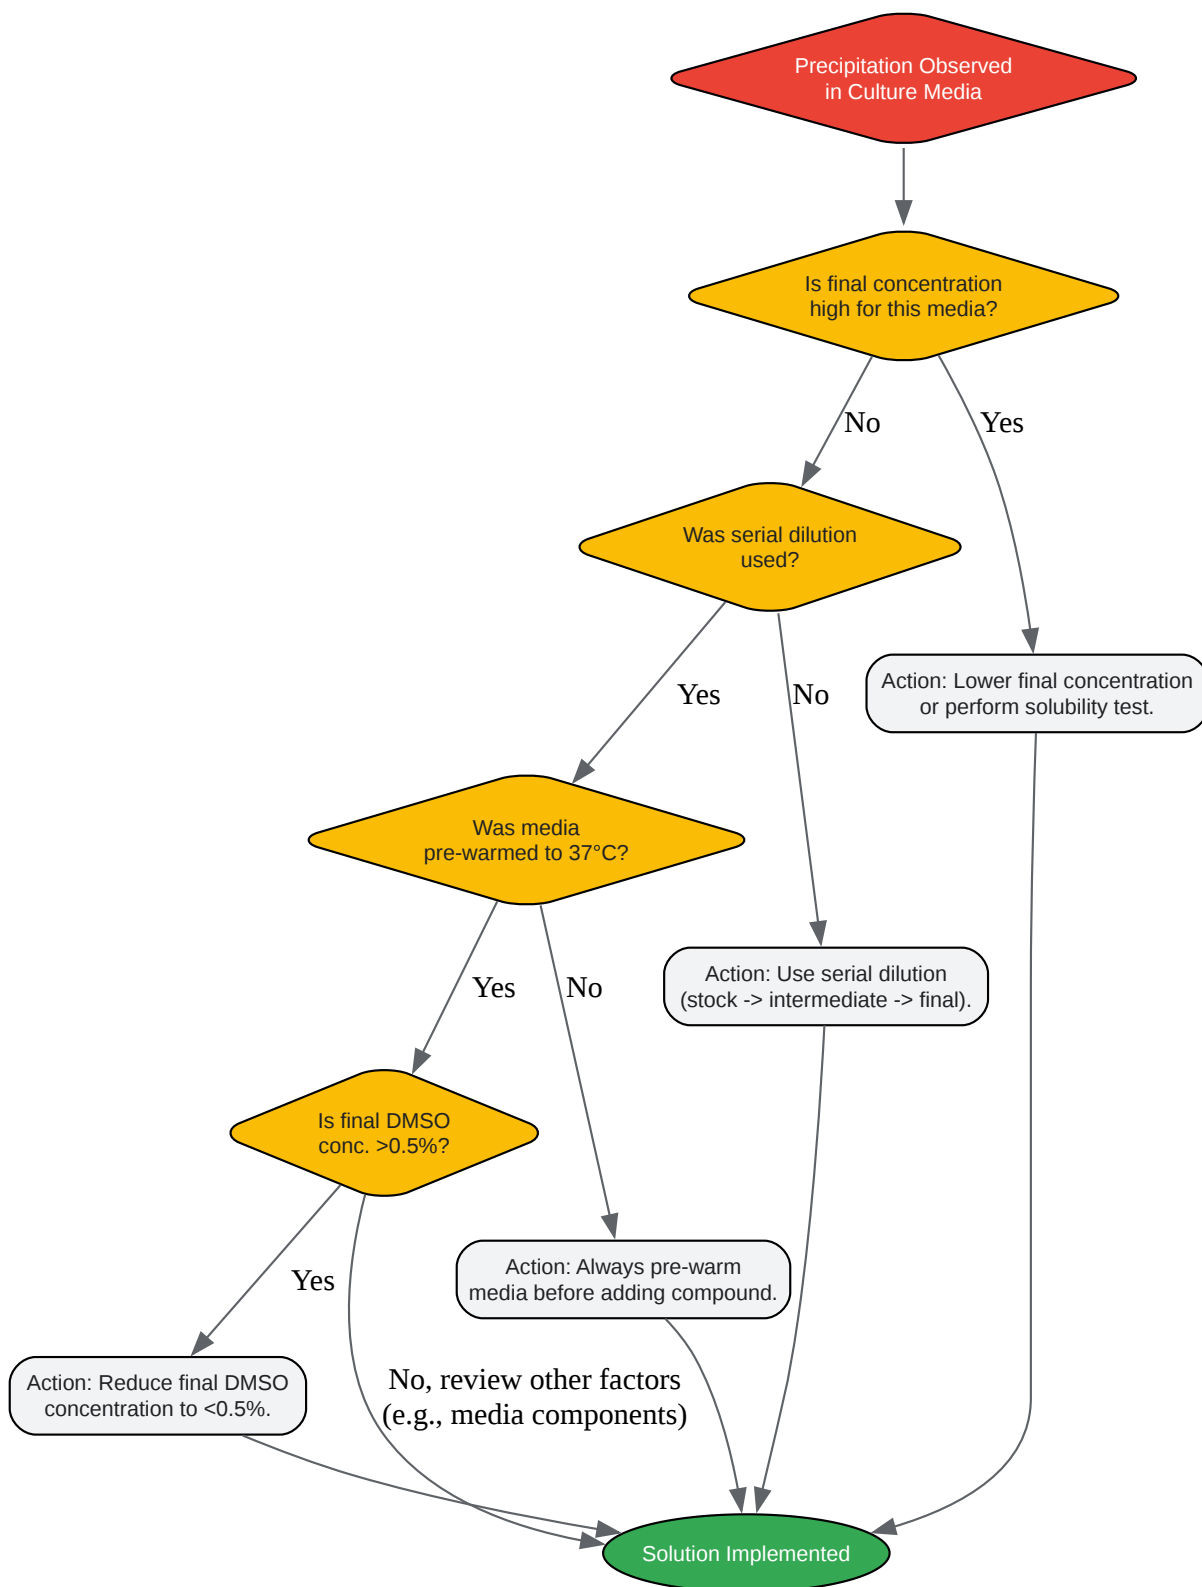 Precipitation Observed
in Culture Media
Is final concentration
high for this media?
No
Yes
Was serial dilution
used?
Yes
No
Action: Lower final concentration
or perform solubility test.
Was media
pre-warmed to 37°C?
Yes
No
Action: Use serial dilution
(stock -> intermediate -> final).
Is final DMSO
conc. >0.5%?
Yes
Action: Always pre-warm
media before adding compound.
Action: Reduce final DMSO
concentration to <0.5%.
No, review other factors
(e.g., media components)
Solution Implemented